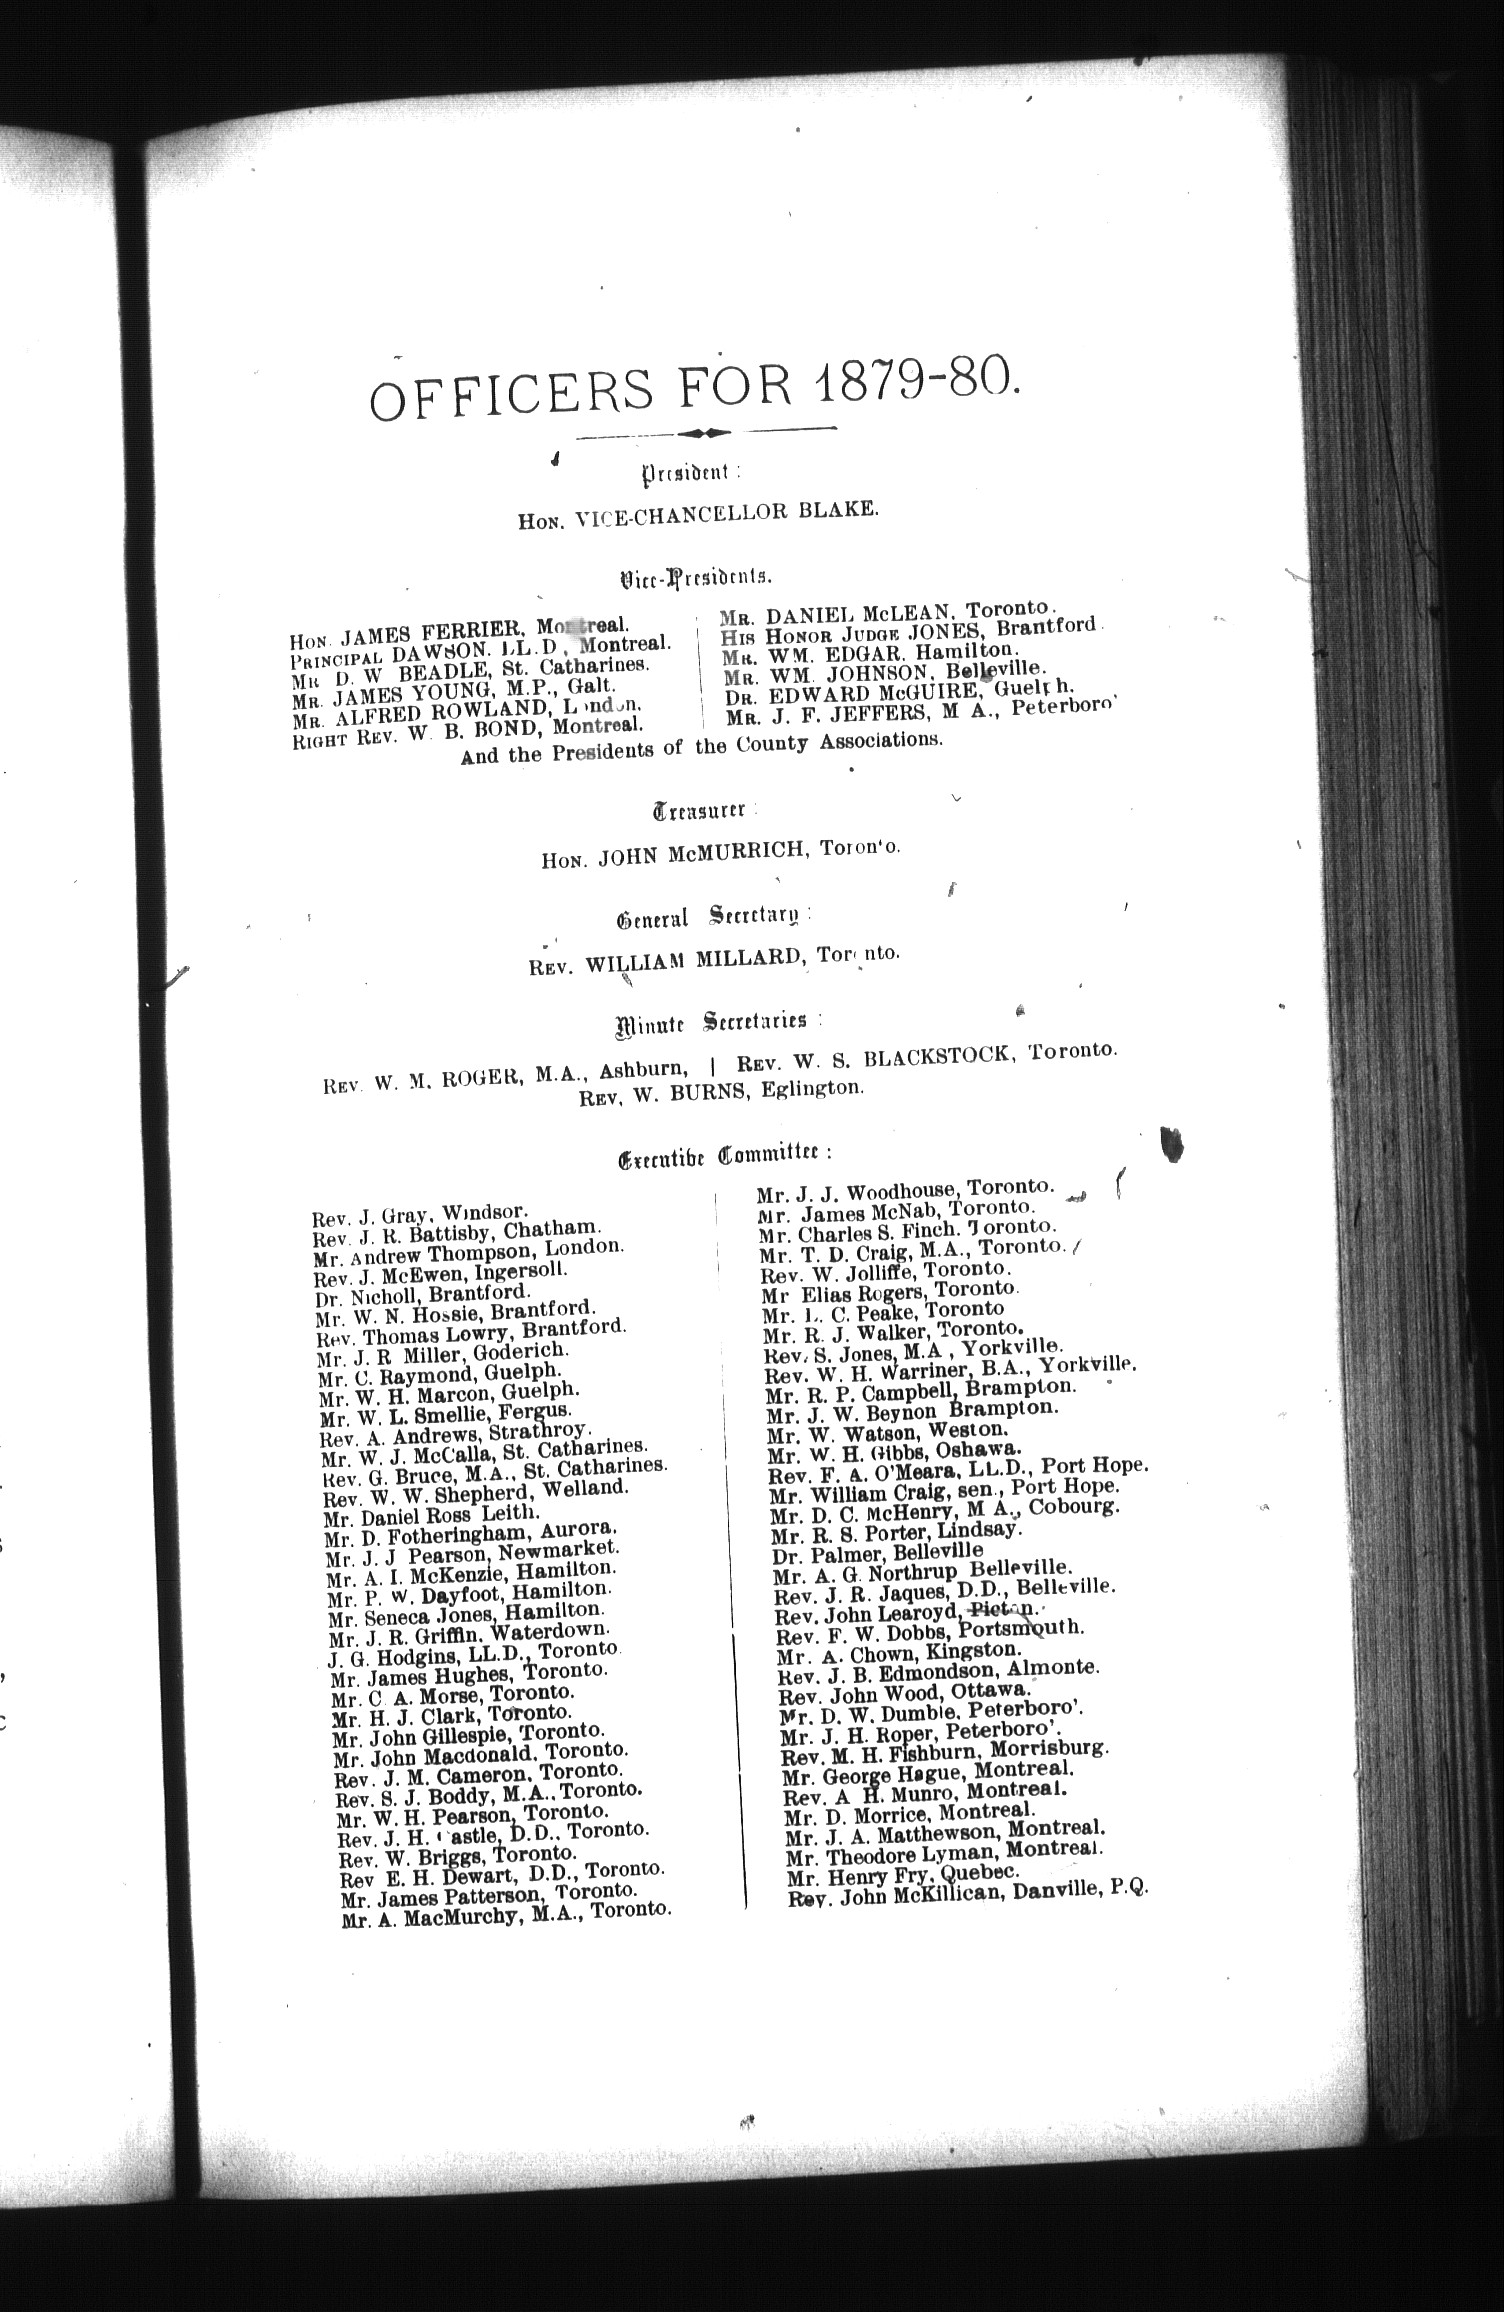 OFFICERS FOR 1879-80.
President:
HON. VICE-CHANCELLOR BLAKE.
Vice-Presidents.
HON. JAMES FERRIER, Montreal.
PRINCIPAL DAWSON. LL.D, Montreal.
MR D. W BEADLE, St. Catharines.
MR. JAMES YOUNG, M.P., Galt.
MR. ALFRED ROWLAND, London.
RIGHT REV. W. B. BOND, Montreal.
MR. DANIEL McLEAN, Toronto.
HIS HONOR JUDGE JONES, Brantford.
MR. WM. EDGAR, Hamilton.
MR. WM. JOHNSON, Belleville.
DR. EDWARD McGUIRE, Guelph.
MR. J. F. JEFFERS, M A., Peterboro'
And the Presidents of the County Associations.
Treasurer:
HON. JOHN McMURRICH, Toronto.
General Secretary:
REV. WILLIAM MILLARD, Toronto.
Minute Secretaries:
REV. W. M. ROGER, M.A., Ashburn, | REV. W. S. BLACKSTOCK, Toronto.
REV. W. BURNS, Eglington.
Executive Committee:
Rev. J. Gray, Windsor.
Rev. J. R. Battisby, Chatham.
Mr. Andrew Thompson, London.
Rev. J. McEwen, Ingersoll.
Dr. Nicholl, Brantford.
Mr. W. N. Hossie, Brantford.
Rev. Thomas Lowry, Brantford.
Mr. J. R Miller, Goderich.
Mr. C. Raymond, Guelph.
Mr. W. H. Marcon, Guelph.
Mr. W. L. Smellie, Fergus.
Rev. A. Andrews, Strathroy.
Mr. W. J. McCalla, St. Catharines.
Rev. G. Bruce, M.A., St. Catharines.
Rev. W. W. Shepherd, Welland.
Mr. Daniel Ross Leith.
Mr. D. Fotheringham, Aurora.
Mr. J. J Pearson, Newmarket.
Mr. A. I. McKenzie, Hamilton.
Mr. P. W. Dayfoot, Hamilton.
Mr. Seneca Jones, Hamilton.
Mr. J. R. Griffin. Waterdown.
J. G. Hodgins, LL.D., Toronto
Mr. James Hughes, Toronto.
Mr. C A. Morse, Toronto.
Mr. H. J. Clark, Toronto.
Mr. John Gillespie, Toronto.
Mr. John Macdonald, Toronto.
Rev. J. M. Cameron, Toronto.
Rev. S. J. Boddy, M.A., Toronto.
Mr. W. H. Pearson, Toronto.
Rev. J. H. Castle, D.D., Toronto.
Rev. W. Briggs, Toronto.
Rev E. H. Dewart, D.D., Toronto.
Mr. James Patterson, Toronto.
Mr. A. MacMurchy, M.A., Toronto.
Mr. J. J. Woodhouse, Toronto.
Mr. James McNab, Toronto.
Mr. Charles S. Finch. Toronto.
Mr. T. D. Craig, M.A., Toronto.
Rev. W. Jolliffe, Toronto.
Mr Elias Rogers, Toronto.
Mr. L. C. Peake, Toronto
Mr. R. J. Walker, Toronto.
Rev. S. Jones, M.A , Yorkville.
Rev. W. H. Warriner, B.A., Yorkville.
Mr. R. P. Campbell, Brampton.
Mr. J. W. Beynon Brampton.
Mr. W. Watson, Weston.
Mr. W. H. Gibbs, Oshawa.
Rev. F. A. O'Meara, LL.D., Port Hope.
Mr. William Craig, sen., Port Hope.
Mr. D. C. McHenry, M A., Cobourg.
Mr. R. S. Porter, Lindsay.
Dr. Palmer, Belleville
Mr. A. G. Northrup Belleville.
Rev. J. R. Jaques, D.D., Belleville.
Rev. John Learoyd, Picton.
Rev. F. W. Dobbs, Portsmouth.
Mr. A. Chown, Kingston.
Rev. J. B. Edmondson, Almonte.
Rev. John Wood, Ottawa.
Mr. D. W. Dumble, Peterboro'.
Mr. J. H. Roper, Peterboro'.
Rev. M. H. Fishburn, Morrisburg.
Mr. George Hague, Montreal.
Rev. A H. Munro, Montreal.
Mr. D. Morrice, Montreal.
Mr. J. A. Matthewson, Montreal.
Mr. Theodore Lyman, Montreal.
Mr. Henry Fry, Quebec.
Rev. John McKillican, Danville, P.Q.